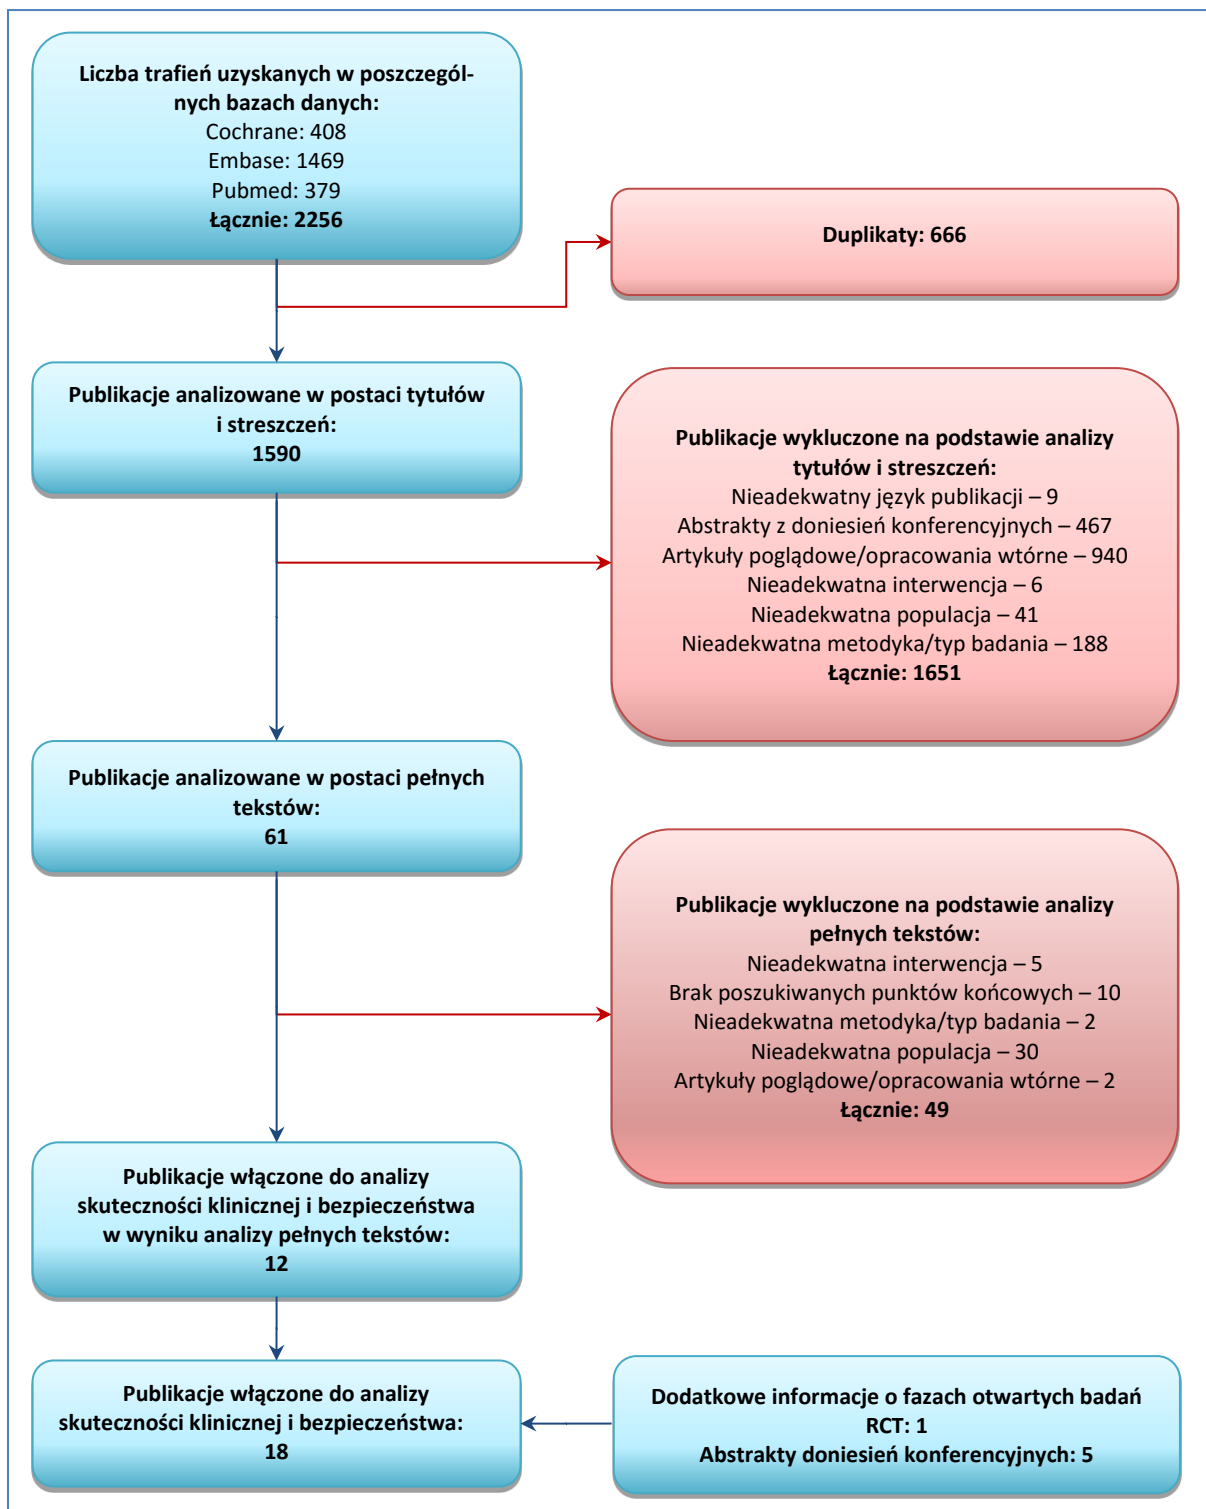 Liczba trafień uzyskanych w poszczegól-
nych bazach danych:
Cochrane: 408
Embase: 1469
Pubmed: 379
Łącznie: 2256
Duplikaty: 666
Publikacje analizowane w postaci tytułów
i streszczeń:
1590
Publikacje wykluczone na podstawie analizy
tytułów i streszczeń:
Nieadekwatny język publikacji – 9
Abstrakty z doniesień konferencyjnych – 467
Artykuły poglądowe/opracowania wtórne – 940
Nieadekwatna interwencja – 6
Nieadekwatna populacja – 41
Nieadekwatna metodyka/typ badania – 188
Łącznie: 1651
Publikacje analizowane w postaci pełnych
tekstów:
61
Publikacje wykluczone na podstawie analizy
pełnych tekstów:
Nieadekwatna interwencja – 5
Brak poszukiwanych punktów końcowych – 10
Nieadekwatna metodyka/typ badania – 2
Nieadekwatna populacja – 30
Artykuły poglądowe/opracowania wtórne – 2
Łącznie: 49
Publikacje włączone do analizy
skuteczności klinicznej i bezpieczeństwa
w wyniku analizy pełnych tekstów:
12
Publikacje włączone do analizy
skuteczności klinicznej i bezpieczeństwa:
18
Dodatkowe informacje o fazach otwartych badań
RCT: 1
Abstrakty doniesień konferencyjnych: 5